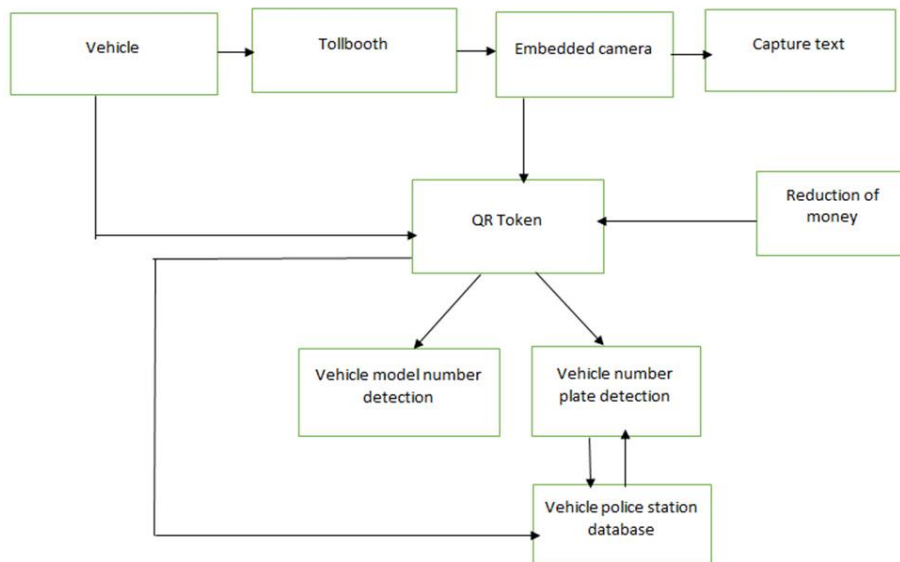 Vehicle
Tollbooth
Embedded camera
Capture text
QR Token
Reduction of
money
Vehicle model number
detection
Vehicle number
plate detection
Vehicle police station
database